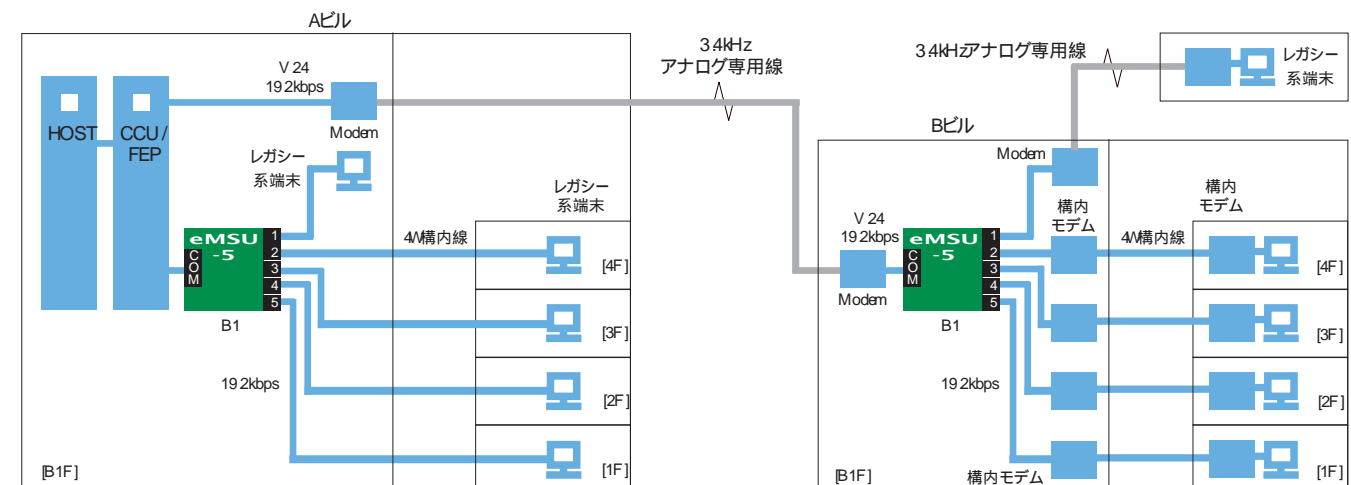 Aビル
V 24
19 2kbps
Modem
HOST
CCU /
FEP
レガシー
系端末
eMSU
-5
COM
1
2
3
4
5
B1
4W構内線
19 2kbps
レガシー
系端末
[4F]
[3F]
[2F]
[1F]
[B1F]
3 4kHz
アナログ専用線
3 4kHzアナログ専用線
レガシー
系端末
Bビル
Modem
V 24
19 2kbps
Modem
eMSU
-5
COM
1
2
3
4
5
B1
構内
モデム
4W構内線
構内
モデム
19 2kbps
構内モデム
[4F]
[3F]
[2F]
[1F]
[B1F]